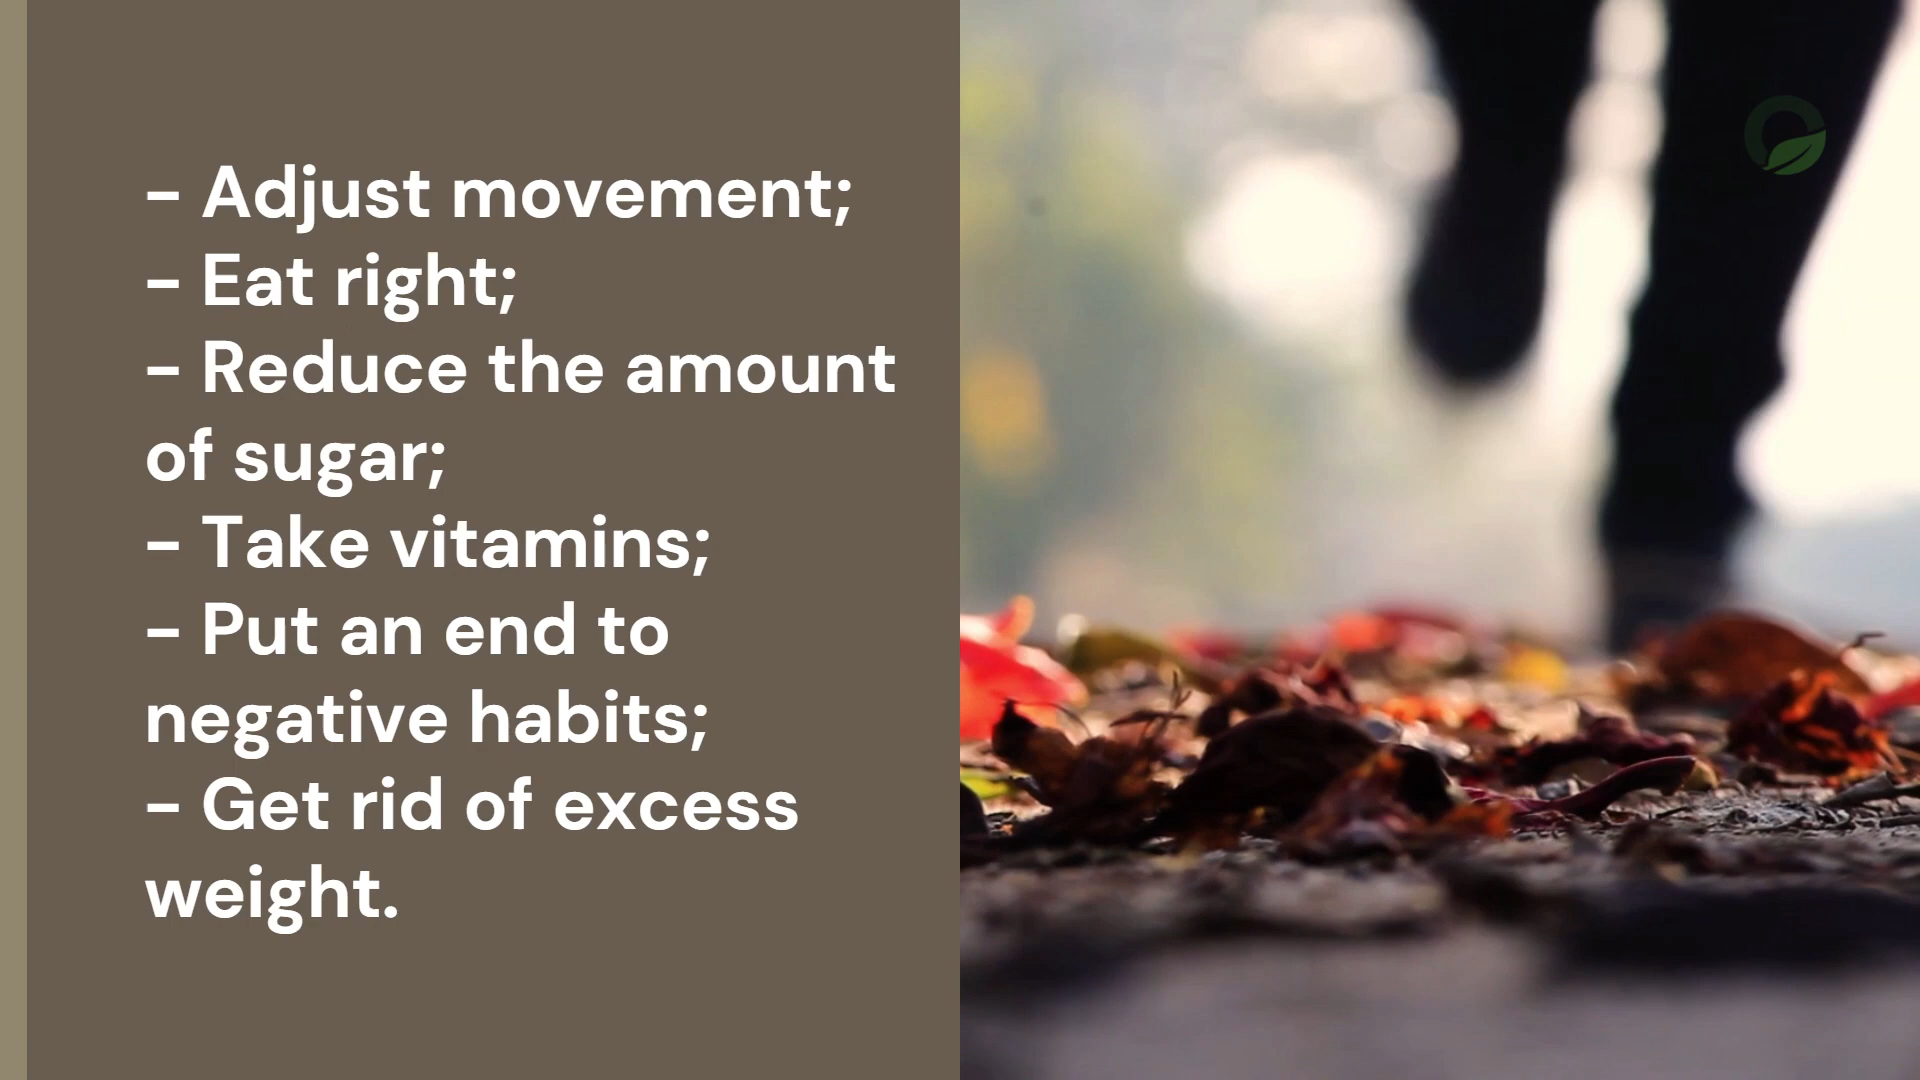 - Adjust movement;
- Eat right;
- Reduce the amount
of sugar;
- Take vitamins;
- Put an end to
negative habits;
- Get rid of excess
weight.